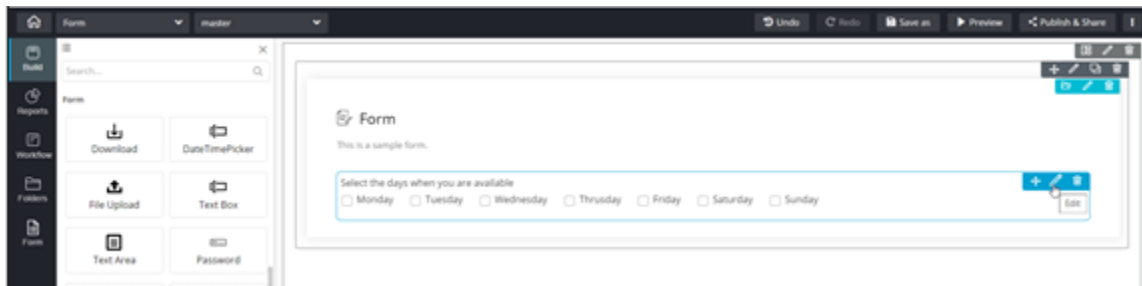 Form master Undo Redo Save as Preview Publish & Share
Build
Search...
Reports
Form
Download DateTimePicker
Workflow
Folders
File Upload Text Box
Form
Text Area Password
Form
This is a sample form.
Select the days when you are available
Monday Tuesday Wednesday Thrusday Friday Saturday Sunday
Edit